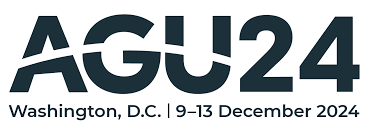 AGU24
Washington, D.C. | 9–13 December 2024